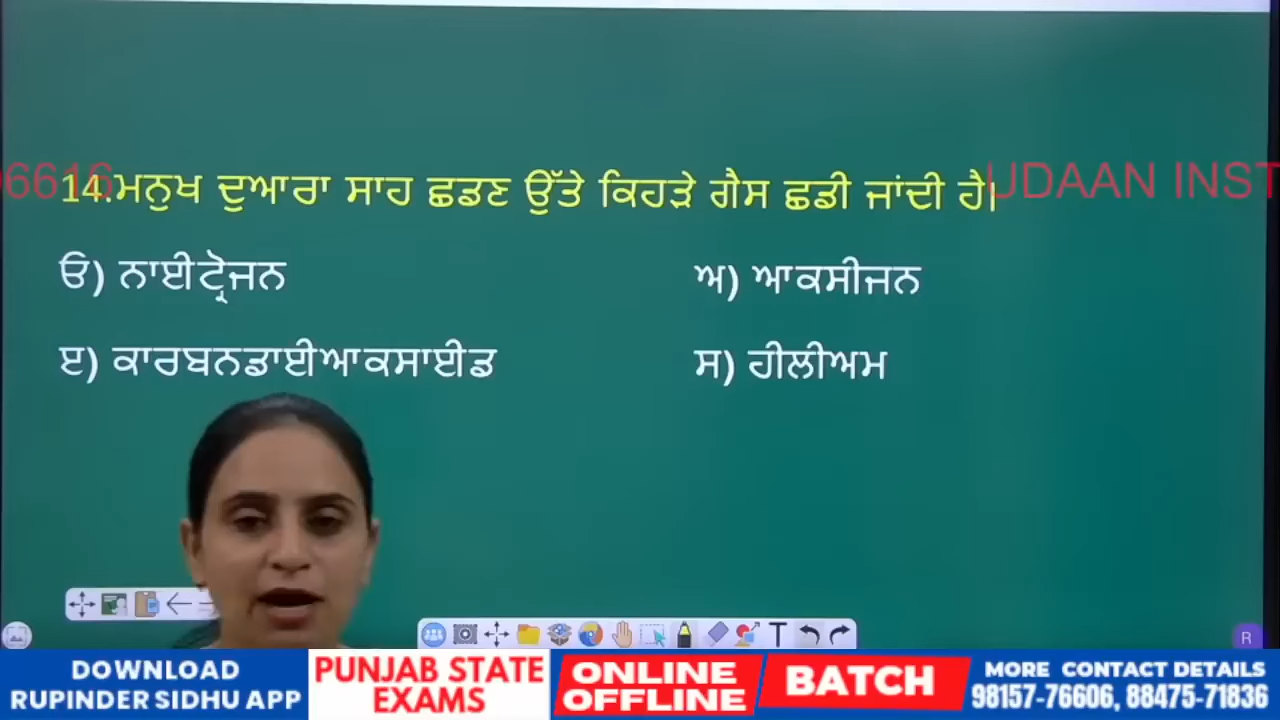 06616
UDAAN INST
14.ਮਨੁਖ ਦੁਆਰਾ ਸਾਹ ਛਡਣ ਉੱਤੇ ਕਿਹੜੇ ਗੈਸ ਛਡੀ ਜਾਂਦੀ ਹੈ।
ੳ) ਨਾਈਟ੍ਰੋਜਨ
ਅ) ਆਕਸੀਜਨ
ੲ) ਕਾਰਬਨਡਾਈਆਕਸਾਈਡ
ਸ) ਹੀਲੀਅਮ
T
R
DOWNLOAD
RUPINDER SIDHU APP
PUNJAB STATE
EXAMS
ONLINE
OFFLINE
BATCH
MORE CONTACT DETAILS
98157-76606, 88475-71836